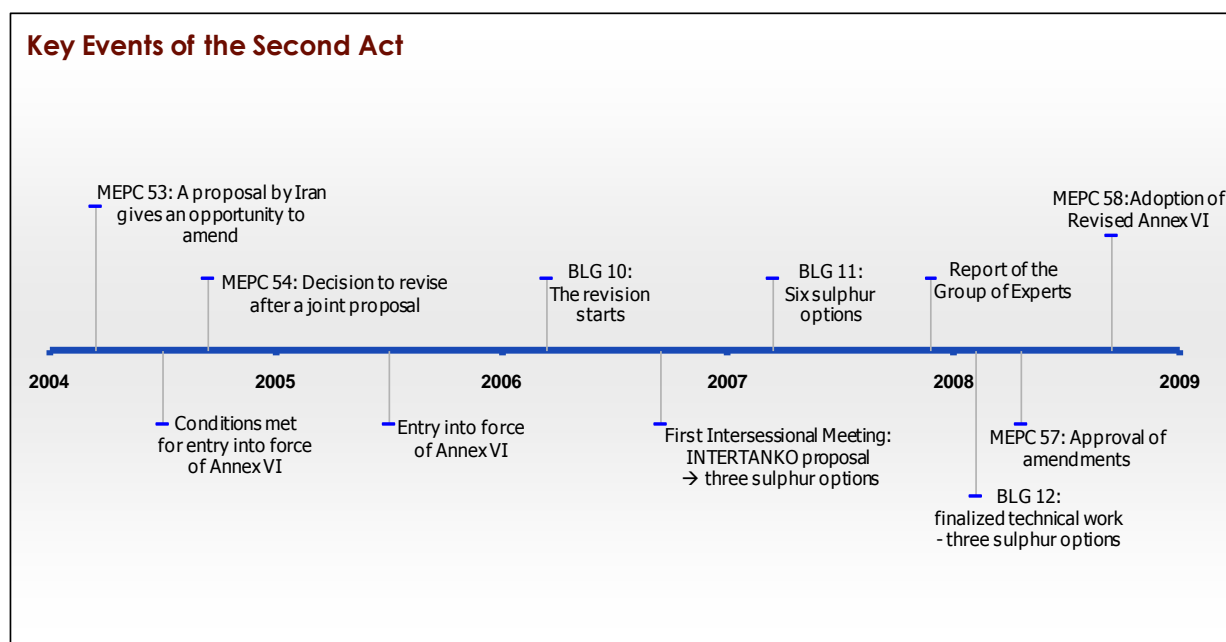 Key Events of the Second Act
MEPC 53: A proposal by Iran
gives an opportunity to
amend
MEPC 54: Decision to revise
after a joint proposal
BLG 10:
The revision
starts
BLG 11:
Six sulphur
options
Report of the
Group of Experts
MEPC 58:Adoption of
Revised Annex VI
2004
2005
2006
2007
2008
2009
Conditions met
for entry into force
of Annex VI
Entry into force
of Annex VI
First Intersessional Meeting:
INTERTANKO proposal
→ three sulphur options
MEPC 57: Approval of
amendments
BLG 12:
finalized technical work
- three sulphur options